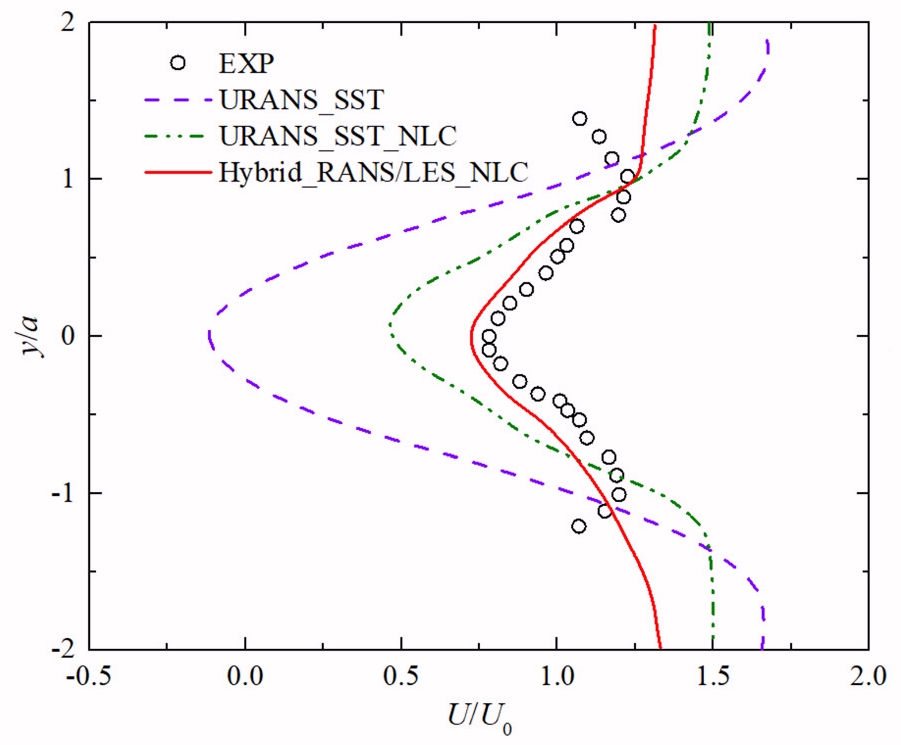 2
EXP
URANS_SST
URANS_SST_NLC
Hybrid_RANS/LES_NLC
1
y/a
0
-1
-2
-0.5 0.0 0.5 1.0 1.5 2.0
U/U0